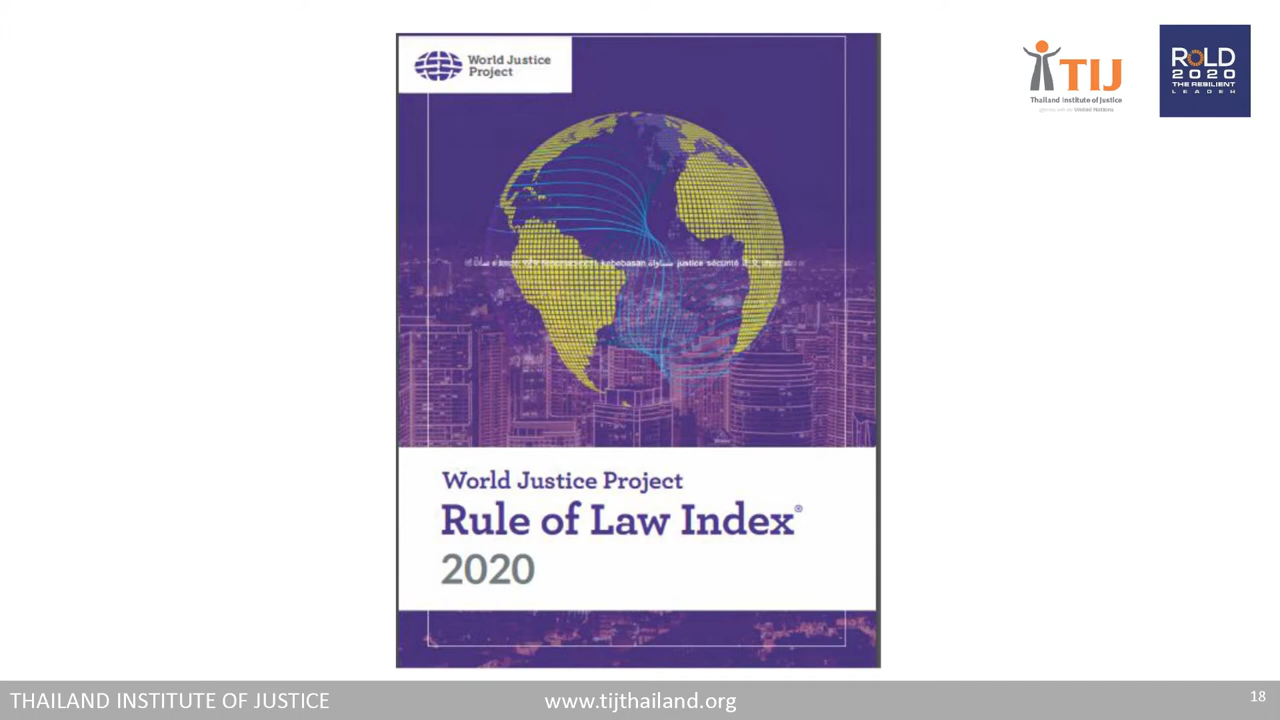 World Justice
Project
TIJ
Thailand Institute of Justice
ROLD
2020
THE RESILIENT
LEADER
kebebasan مساواة justice sécurité
World Justice Project
Rule of Law Index®
2020
THAILAND INSTITUTE OF JUSTICE
www.tijthailand.org
18